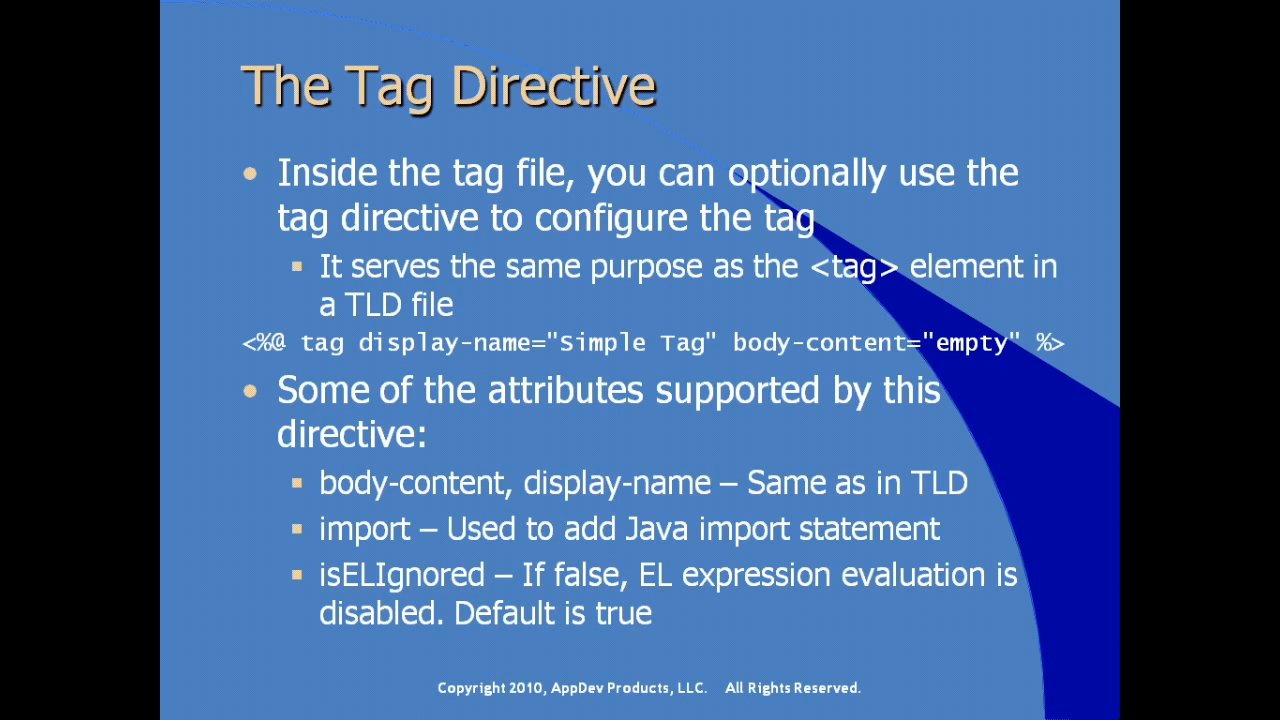 The Tag Directive
• Inside the tag file, you can optionally use the
tag directive to configure the tag
▪ It serves the same purpose as the <tag> element in
a TLD file
<%@ tag display-name="Simple Tag" body-content="empty" %>
• Some of the attributes supported by this
directive:
▪ body-content, display-name – Same as in TLD
▪ import – Used to add Java import statement
▪ isELIgnored – If false, EL expression evaluation is
disabled. Default is true
Copyright 2010, AppDev Products, LLC. All Rights Reserved.